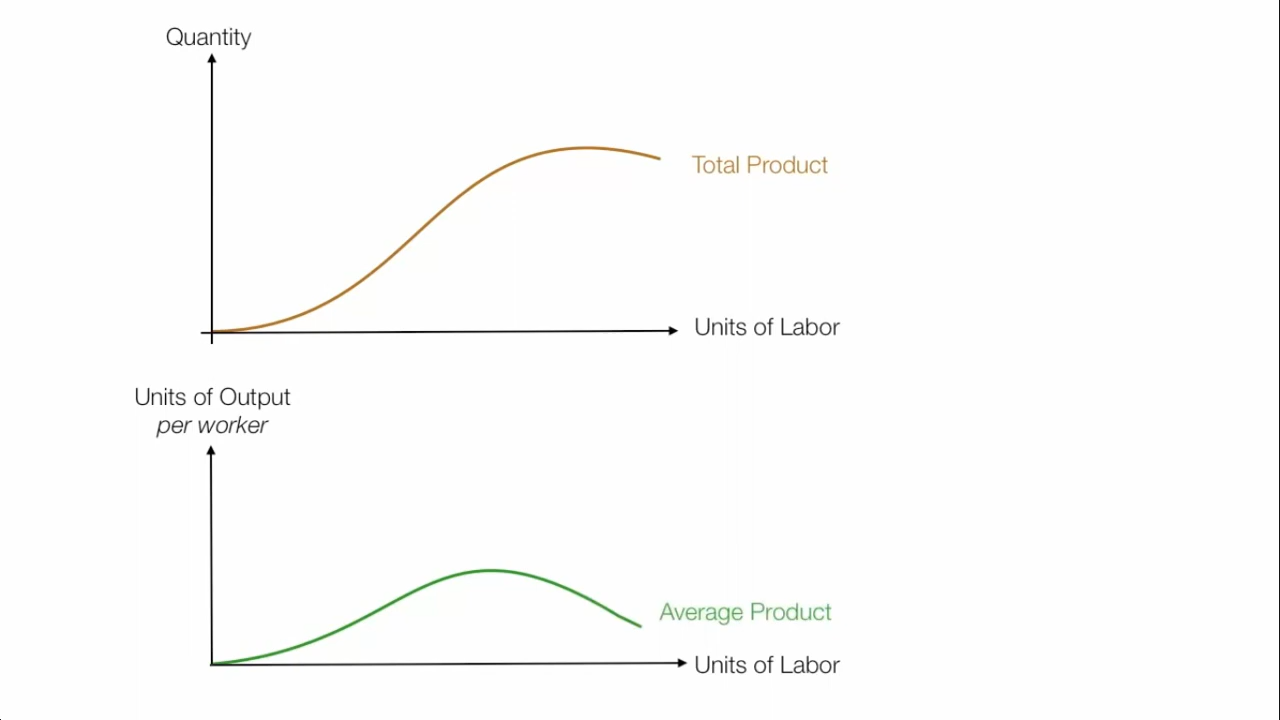 Quantity
Total Product
Units of Labor
Units of Output
per worker
Average Product
Units of Labor